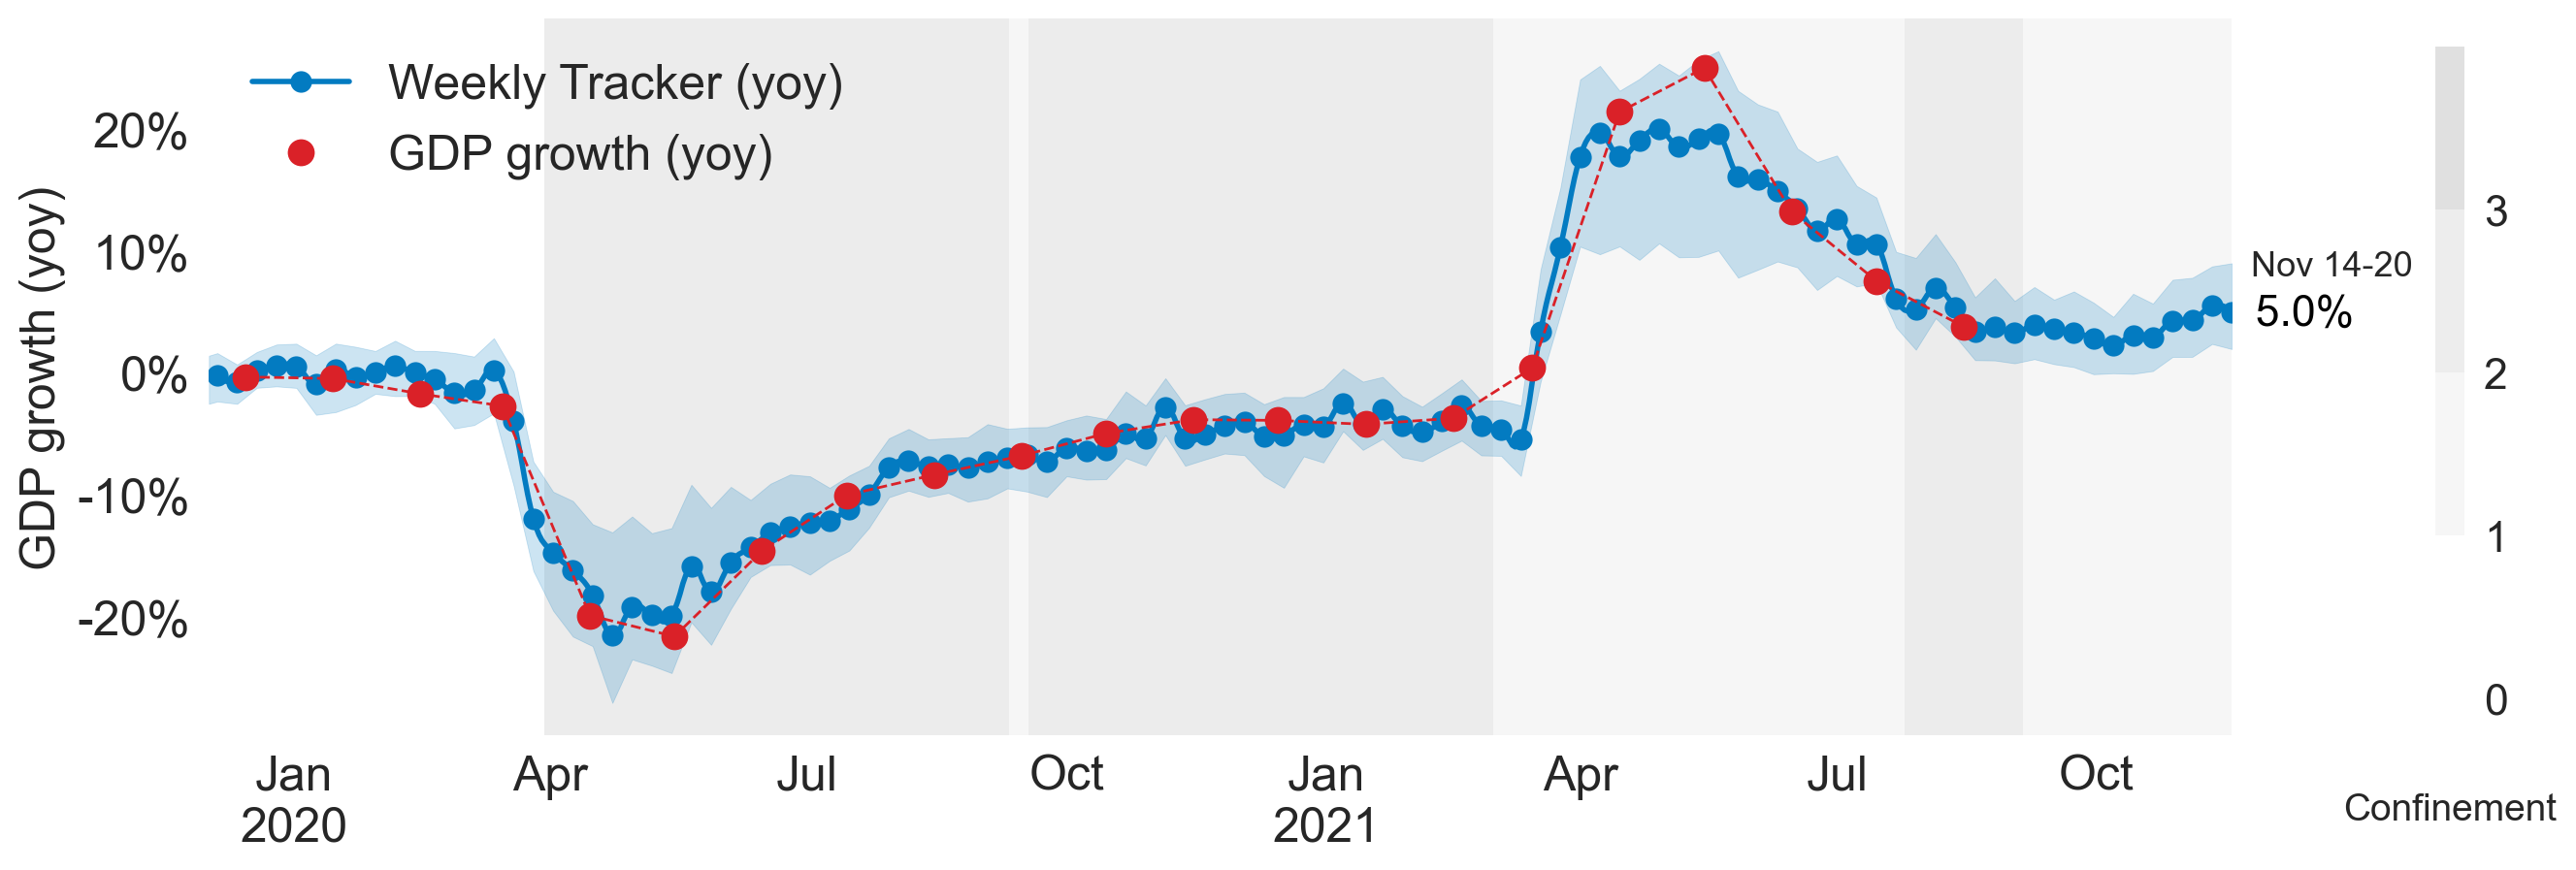 Weekly Tracker (yoy)
GDP growth (yoy)
GDP growth (yoy)
20%
10%
0%
-10%
-20%
Jan
2020
Apr
Jul
Oct
Jan
2021
Apr
Jul
Oct
Nov 14-20
5.0%
3
2
1
0
Confinement